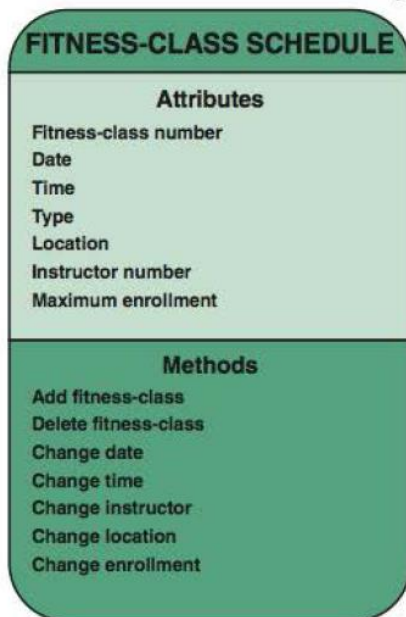 FITNESS-CLASS SCHEDULE
Attributes
Fitness-class number
Date
Time
Type
Location
Instructor number
Maximum enrollment
Methods
Add fitness-class
Delete fitness-class
Change date
Change time
Change instructor
Change location
Change enrollment